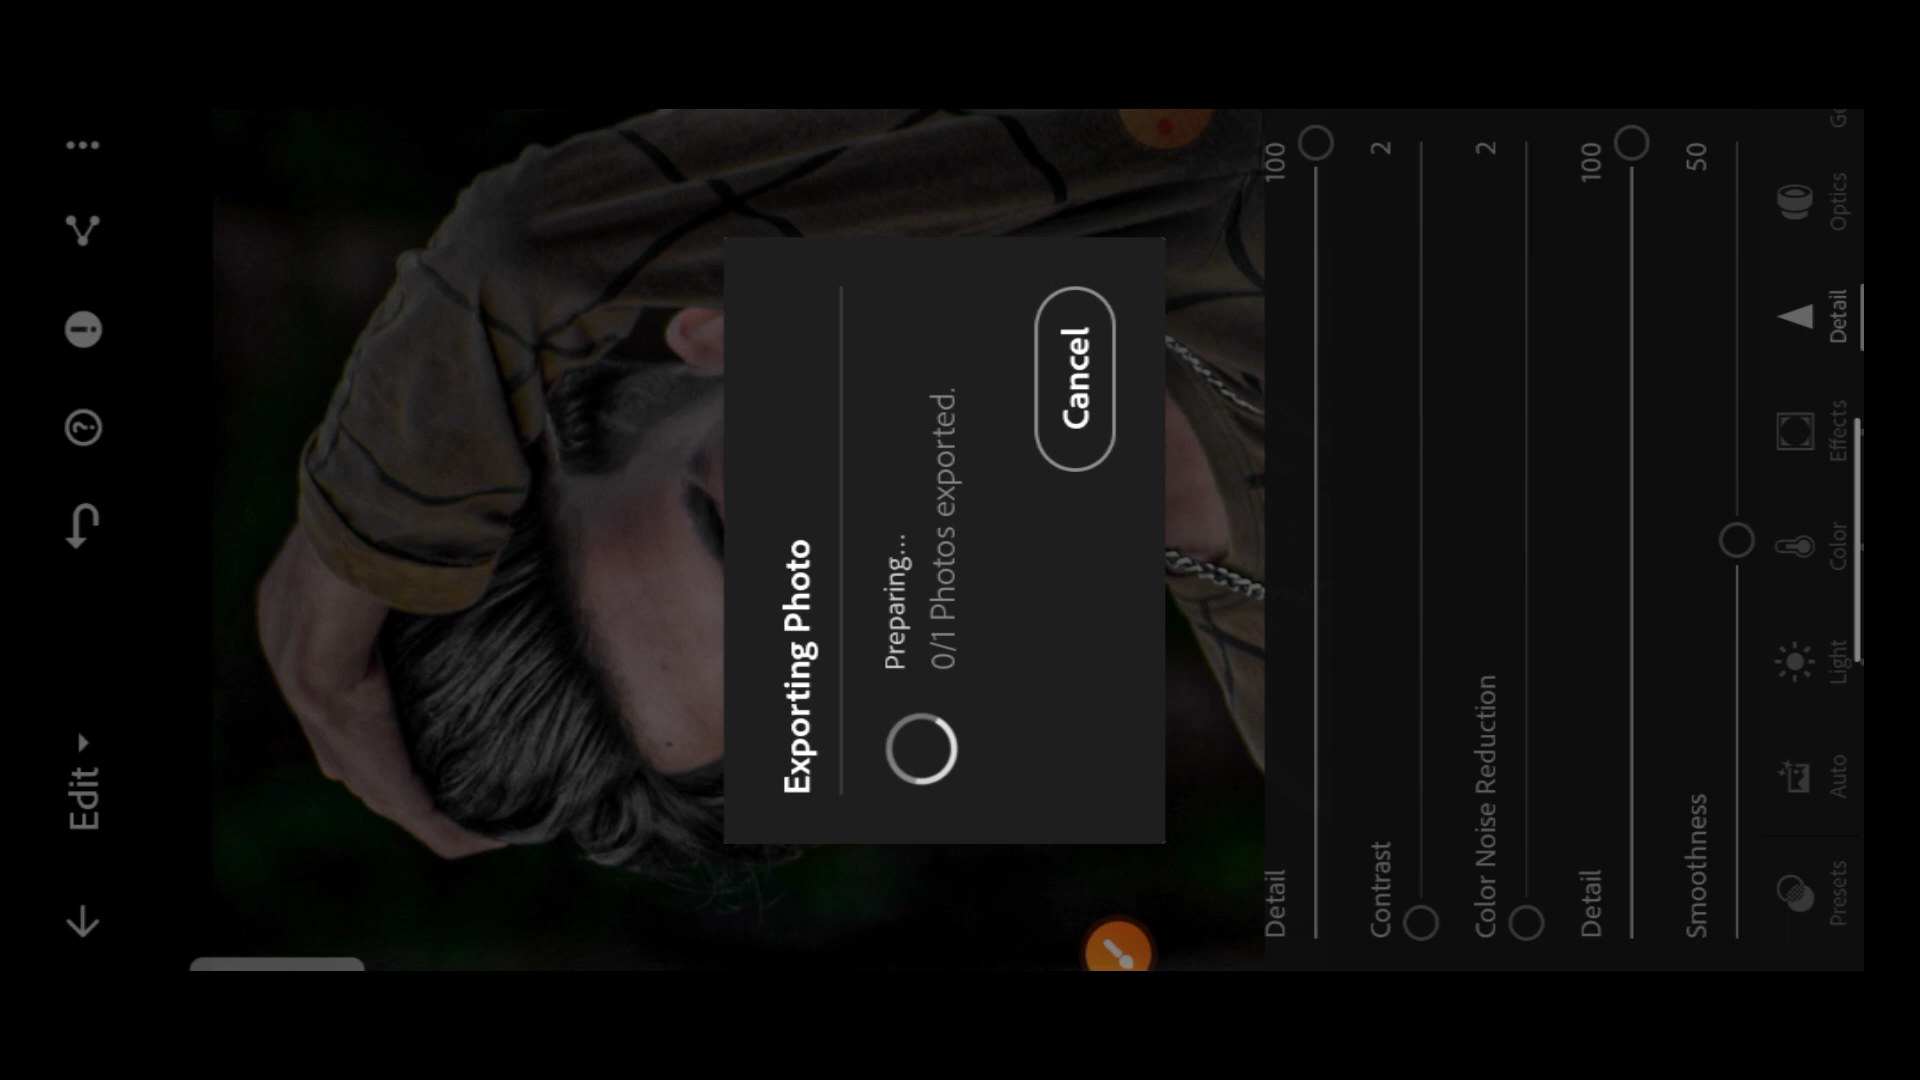 Edit
Exporting Photo
Preparing...
0/1 Photos exported.
Cancel
Detail 100
Contrast 2
Color Noise Reduction 2
Detail 100
Smoothness 50
Presets Auto Light Color Effects Detail Optics Ge